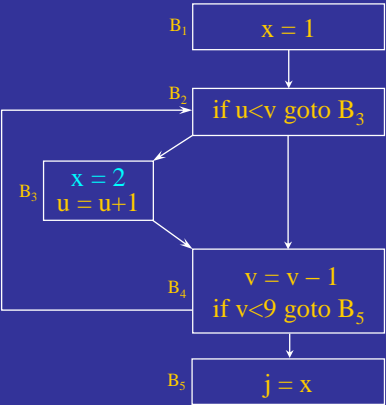 B₁
x = 1
B₂
if u<v goto B₃
B₃
x = 2
u = u+1
B₄
v = v – 1
if v<9 goto B₅
B₅
j = x